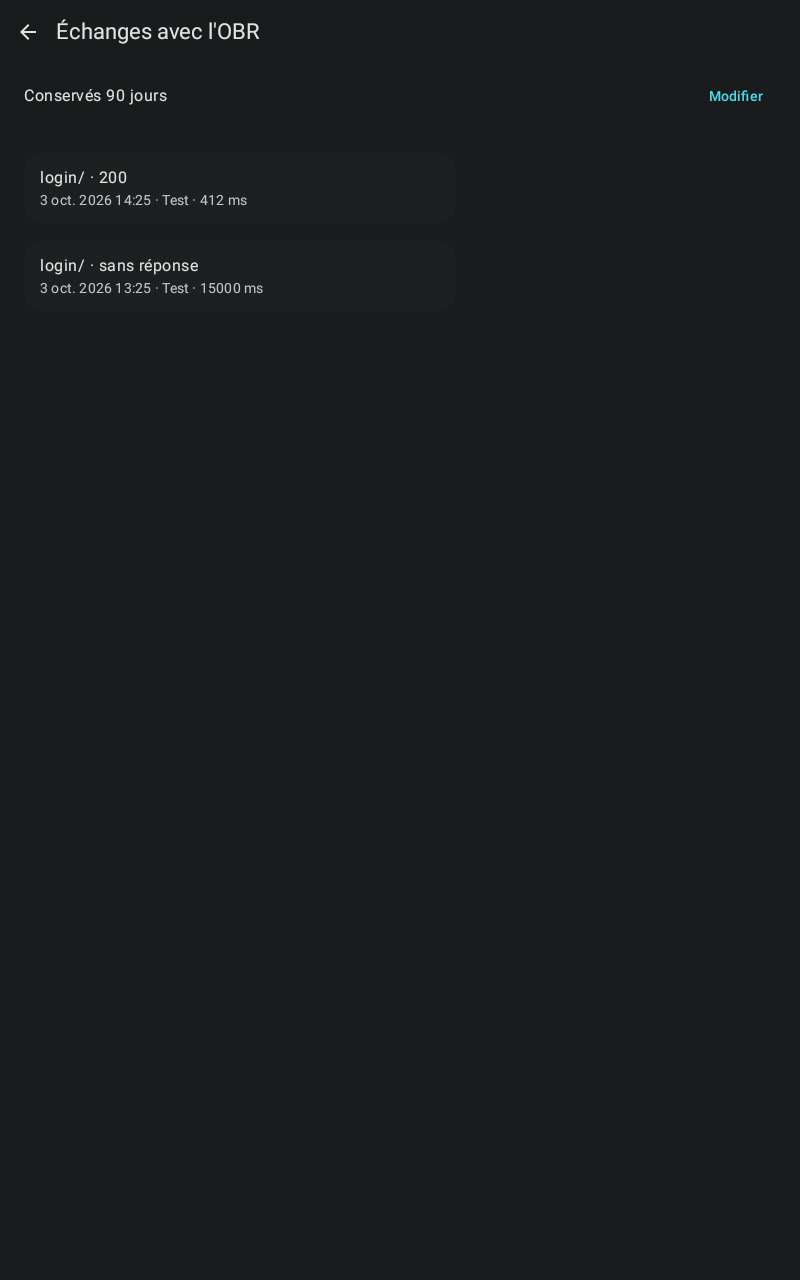 Échanges avec l'OBR
Conservés 90 jours
Modifier
login/ · 200
3 oct. 2026 14:25 · Test · 412 ms
login/ · sans réponse
3 oct. 2026 13:25 · Test · 15000 ms